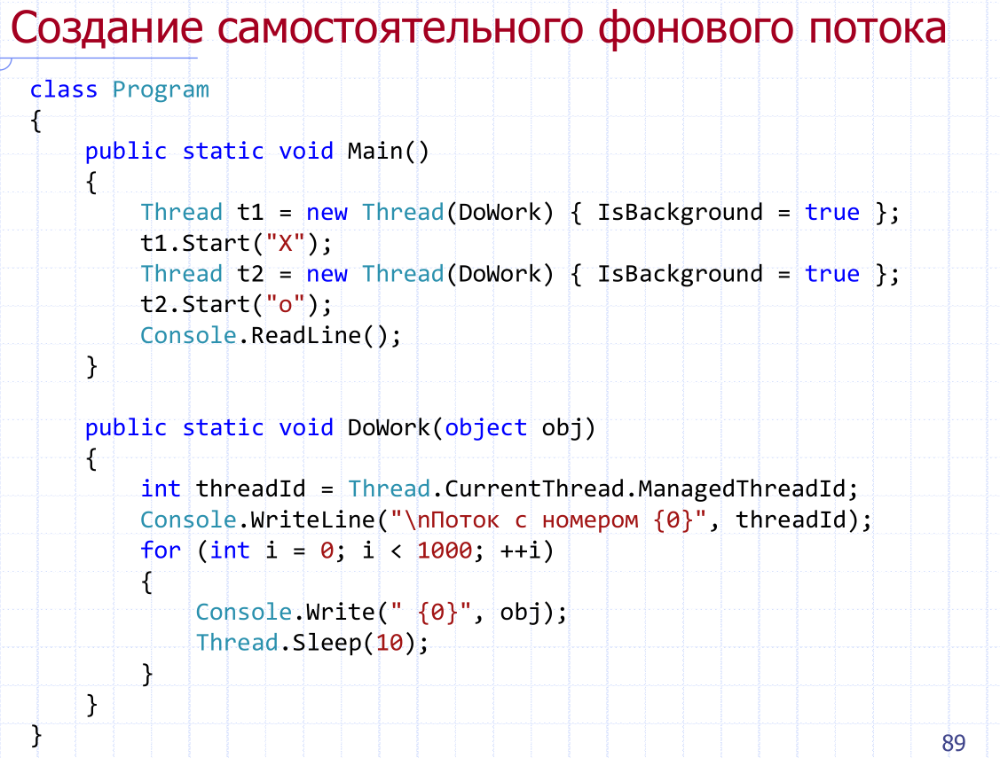 Создание самостоятельного фонового потока
class Program
{
    public static void Main()
    {
        Thread t1 = new Thread(DoWork) { IsBackground = true };
        t1.Start("X");
        Thread t2 = new Thread(DoWork) { IsBackground = true };
        t2.Start("o");
        Console.ReadLine();
    }

    public static void DoWork(object obj)
    {
        int threadId = Thread.CurrentThread.ManagedThreadId;
        Console.WriteLine("\nПоток с номером {0}", threadId);
        for (int i = 0; i < 1000; ++i)
        {
            Console.Write(" {0}", obj);
            Thread.Sleep(10);
        }
    }
}
89